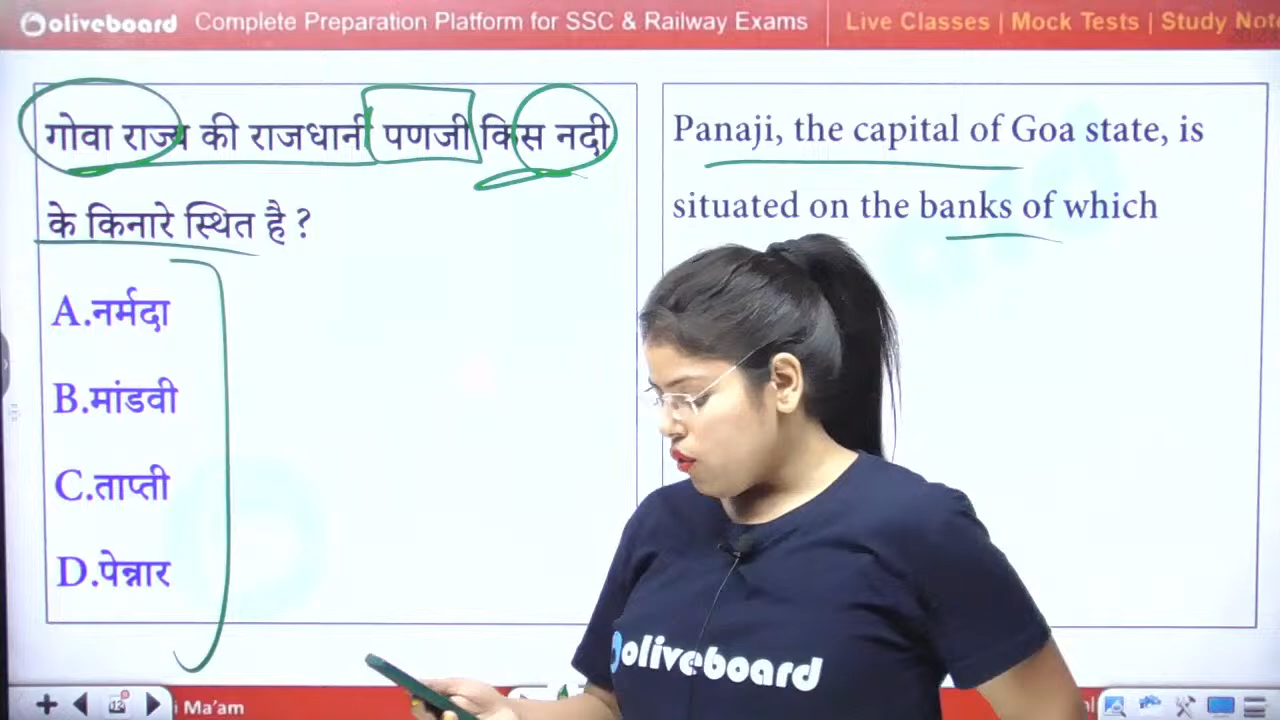 oliveboard Complete Preparation Platform for SSC & Railway Exams Live Classes | Mock Tests | Study
गोवा राज्य की राजधानी पणजी किस नदी
के किनारे स्थित है ?
A.नर्मदा
B.मांडवी
C.ताप्ती
D.पेन्नार
Panaji, the capital of Goa state, is
situated on the banks of which
oliveboard
Ma'am